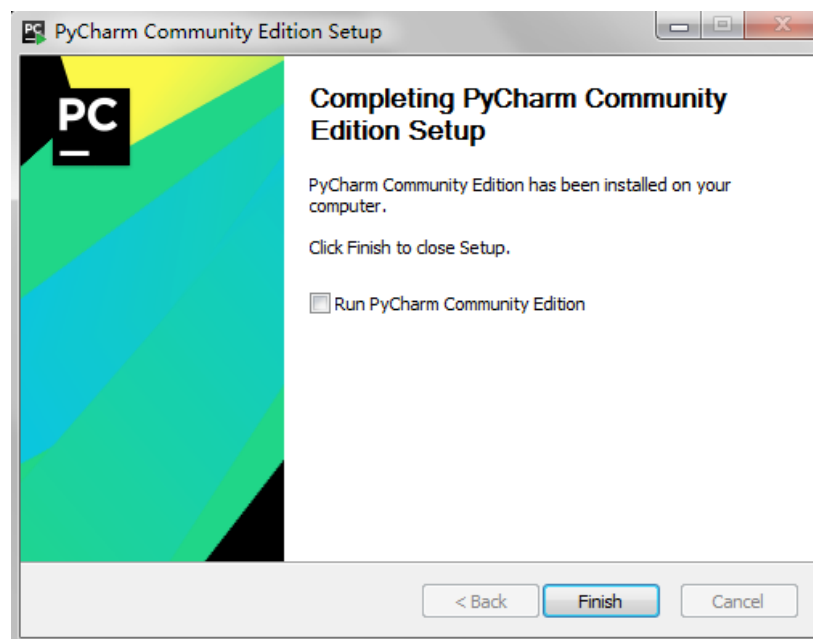 PC PyCharm Community Edition Setup
PC
Completing PyCharm Community
Edition Setup
PyCharm Community Edition has been installed on your
computer.
Click Finish to close Setup.
Run PyCharm Community Edition
< Back Finish Cancel